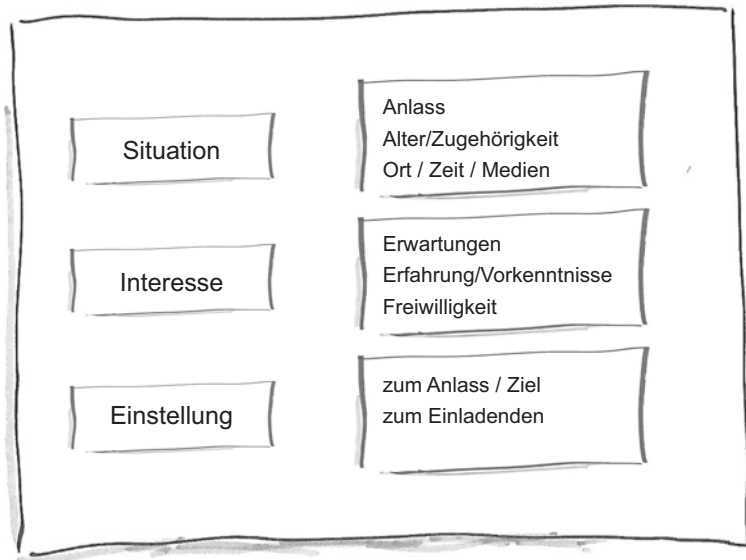 Situation
Anlass
Alter/Zugehörigkeit
Ort / Zeit / Medien
Interesse
Erwartungen
Erfahrung/Vorkenntnisse
Freiwilligkeit
Einstellung
zum Anlass / Ziel
zum Einladenden